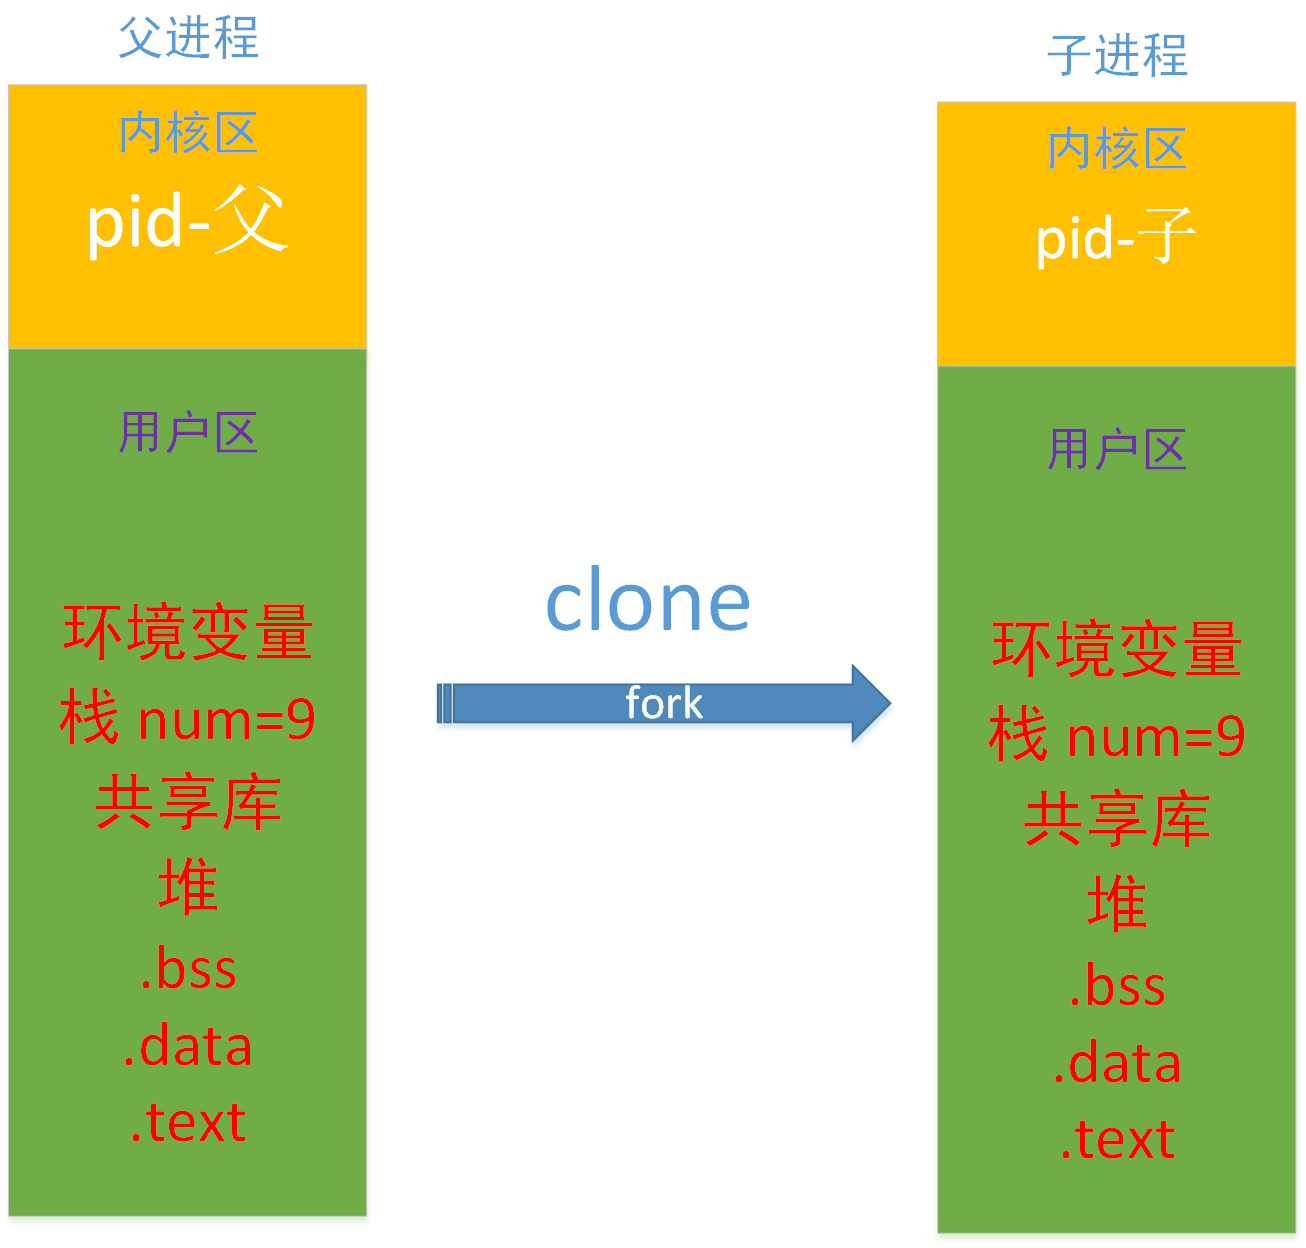 父进程
内核区
pid-父
用户区
环境变量
栈 num=9
共享库
堆
.bss
.data
.text
clone
fork
子进程
内核区
pid-子
用户区
环境变量
栈 num=9
共享库
堆
.bss
.data
.text